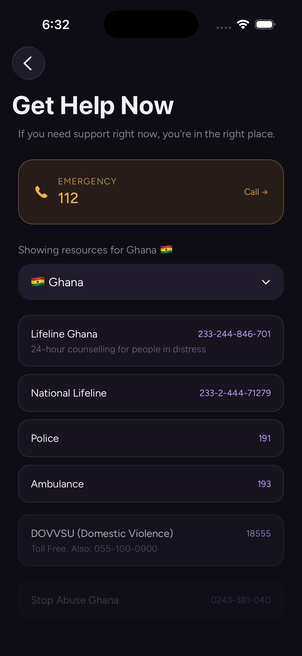 6:32
Get Help Now
If you need support right now, you're in the right place.
EMERGENCY
112
Call →
Showing resources for Ghana 🇬🇭
🇬🇭 Ghana
Lifeline Ghana 233-244-846-701
24-hour counselling for people in distress
National Lifeline 233-2-444-71279
Police 191
Ambulance 193
DOVVSU (Domestic Violence) 18555
Toll Free. Also: 055-100-0900
Stop Abuse Ghana 0243-381-040